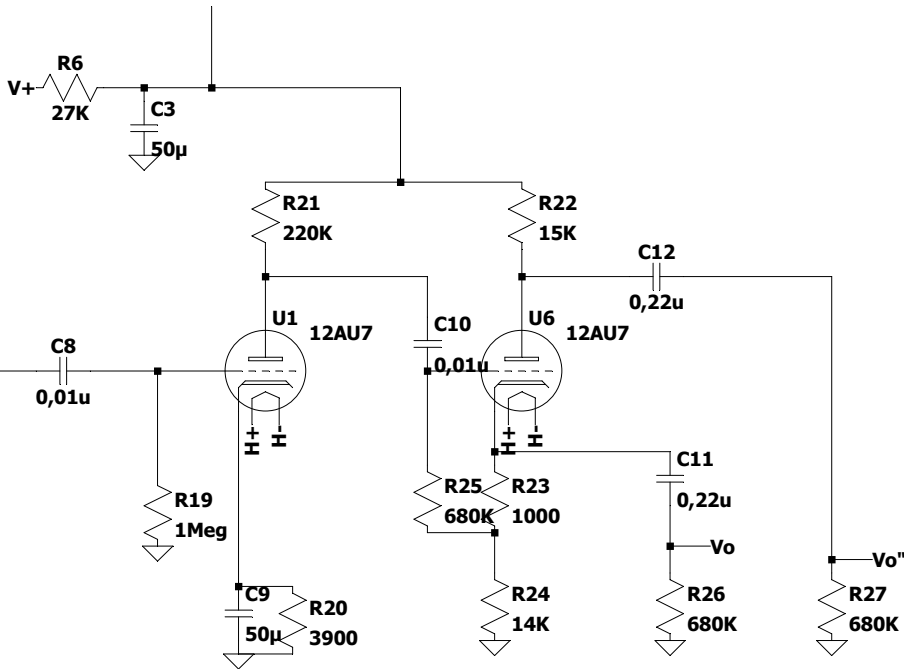 R6
V+
27K
C3
50µ
R21
220K
R22
15K
C12
0,22u
U1
12AU7
C10
0,01u
U6
12AU7
C8
0,01u
H+
H-
H+
H-
C11
0,22u
R19
1Meg
R25
680K
R23
1000
Vo
Vo"
C9
50µ
R20
3900
R24
14K
R26
680K
R27
680K